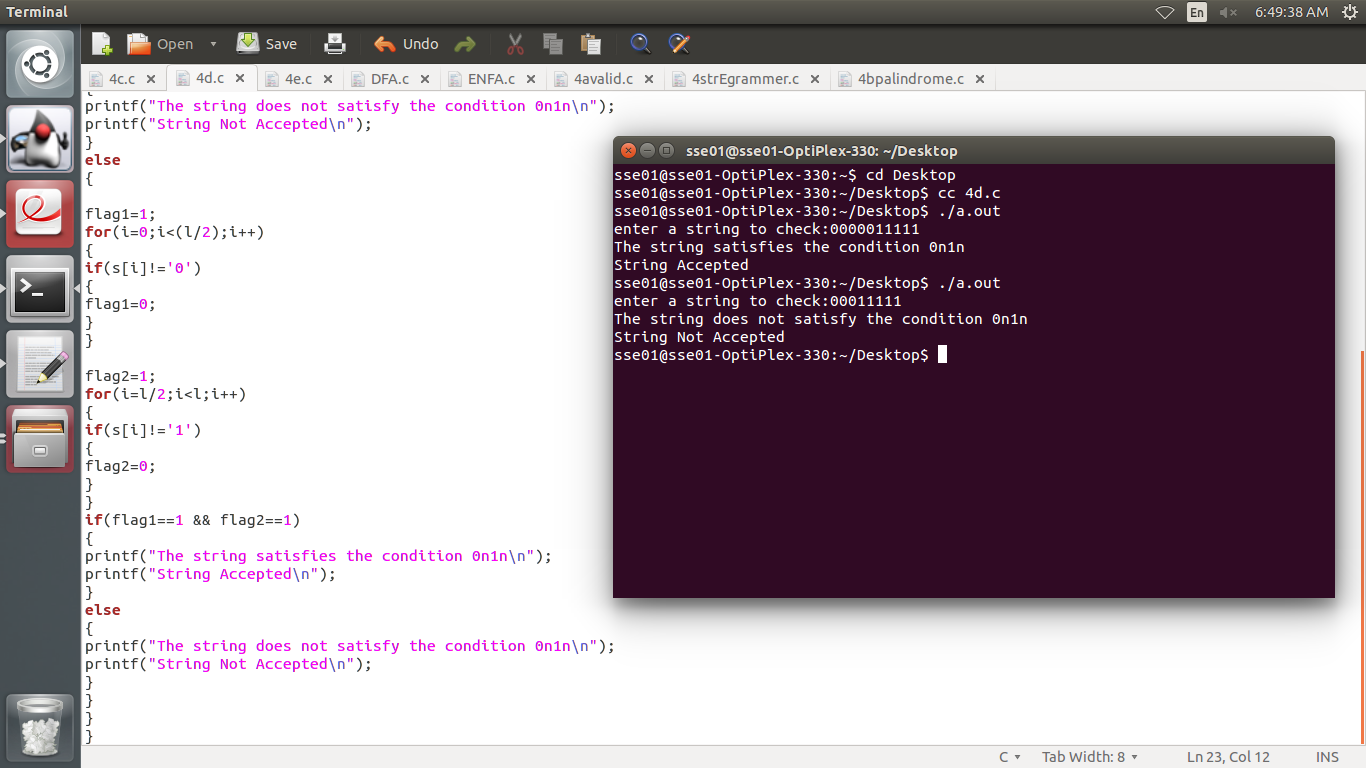 Terminal
En 6:49:38 AM
Open Save Undo
4c.c 4d.c 4e.c DFA.c ENFA.c 4avalid.c 4strEgrammer.c 4bpalindrome.c
{
printf("The string does not satisfy the condition 0n1n\n");
printf("String Not Accepted\n");
}
else
{
flag1=1;
for(i=0;i<(l/2);i++)
{
if(s[i]!='0')
{
flag1=0;
}
}
flag2=1;
for(i=l/2;i<l;i++)
{
if(s[i]!='1')
{
flag2=0;
}
}
if(flag1==1 && flag2==1)
{
printf("The string satisfies the condition 0n1n\n");
printf("String Accepted\n");
}
else
{
printf("The string does not satisfy the condition 0n1n\n");
printf("String Not Accepted\n");
}
}
}
}
sse01@sse01-OptiPlex-330: ~/Desktop
sse01@sse01-OptiPlex-330:~$ cd Desktop
sse01@sse01-OptiPlex-330:~/Desktop$ cc 4d.c
sse01@sse01-OptiPlex-330:~/Desktop$ ./a.out
enter a string to check:0000011111
The string satisfies the condition 0n1n
String Accepted
sse01@sse01-OptiPlex-330:~/Desktop$ ./a.out
enter a string to check:00011111
The string does not satisfy the condition 0n1n
String Not Accepted
sse01@sse01-OptiPlex-330:~/Desktop$
C Tab Width: 8 Ln 23, Col 12 INS